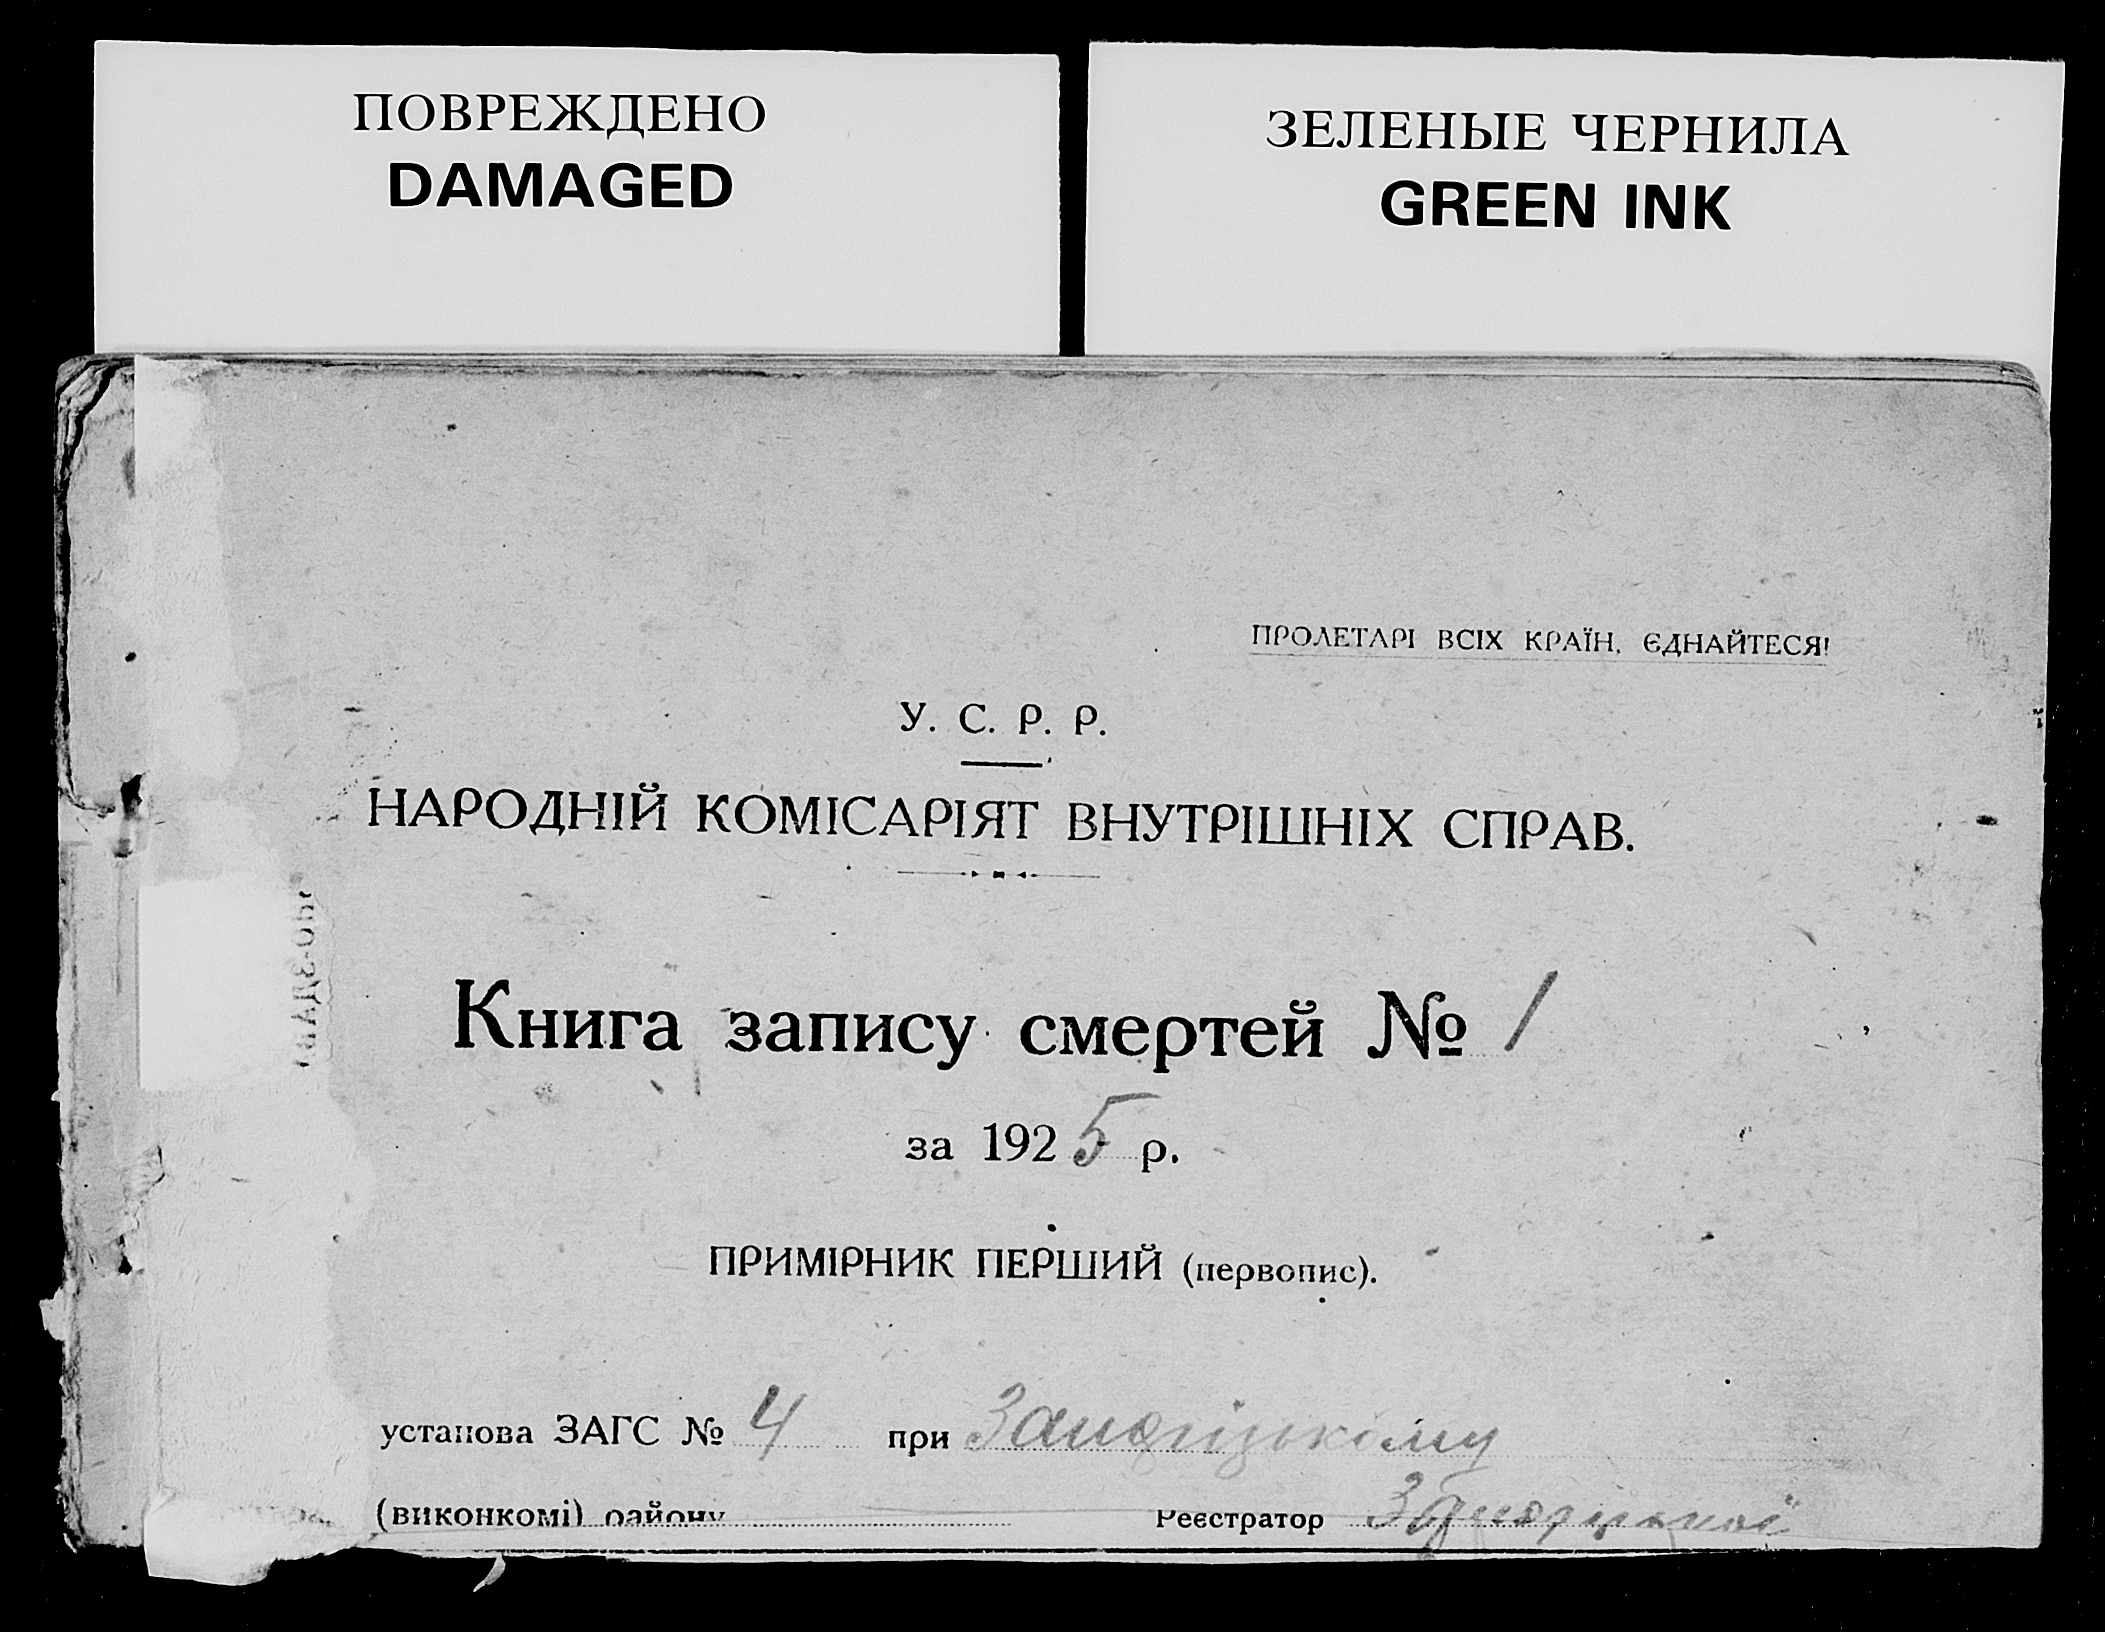 ПОВРЕЖДЕНО
DAMAGED
ЗЕЛЕНЫЕ ЧЕРНИЛА
GREEN INK
ПРОЛЕТАРІ ВСІХ КРАЇН, ЄДНАЙТЕСЯ!
У. С. Р. Р.
НАРОДНІЙ КОМІСАРІЯТ ВНУТРІШНІХ СПРАВ.
Книга запису смертей № 1
за 1925 р.
ПРИМІРНИК ПЕРШИЙ (первопис).
установа ЗАГС № 4 при
(виконкомі) району
Реєстратор